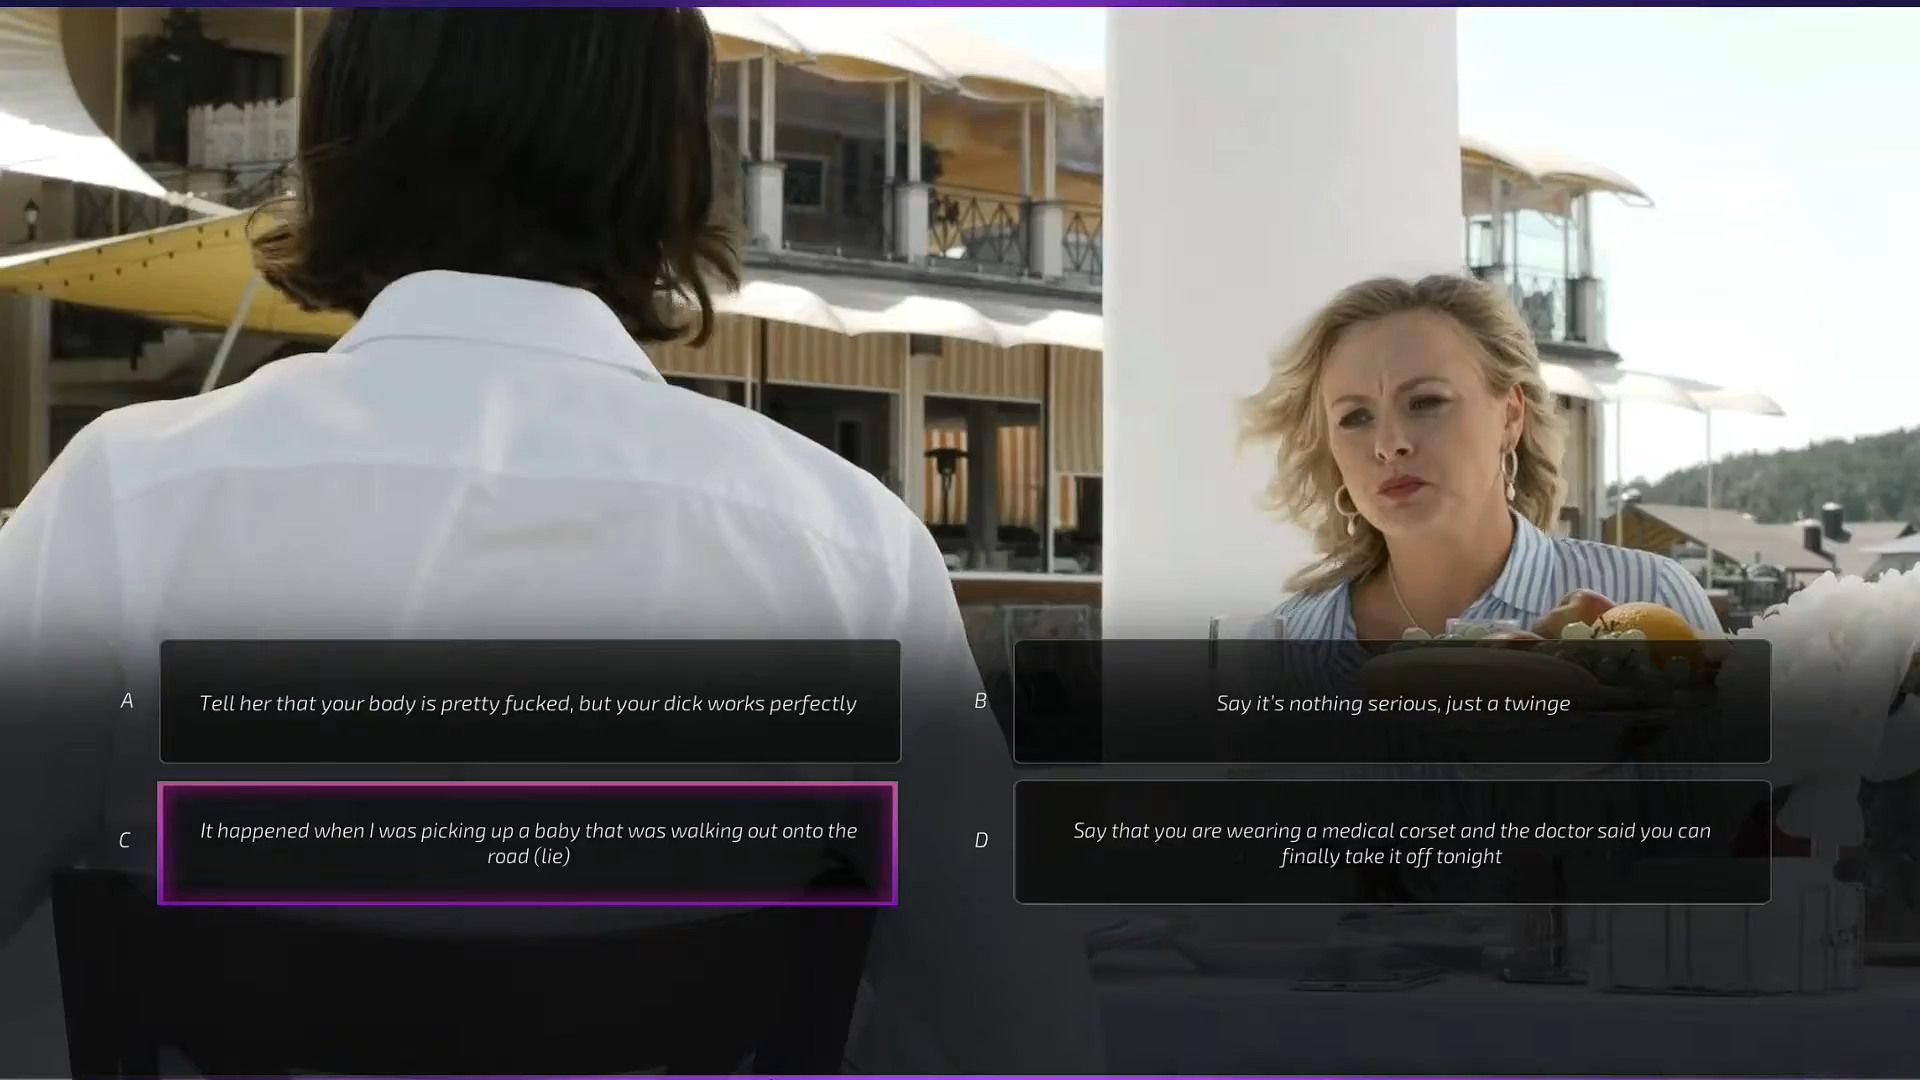 A
Tell her that your body is pretty fucked, but your dick works perfectly
B
Say it's nothing serious, just a twinge
C
It happened when I was picking up a baby that was walking out onto the
road (lie)
D
Say that you are wearing a medical corset and the doctor said you can
finally take it off tonight